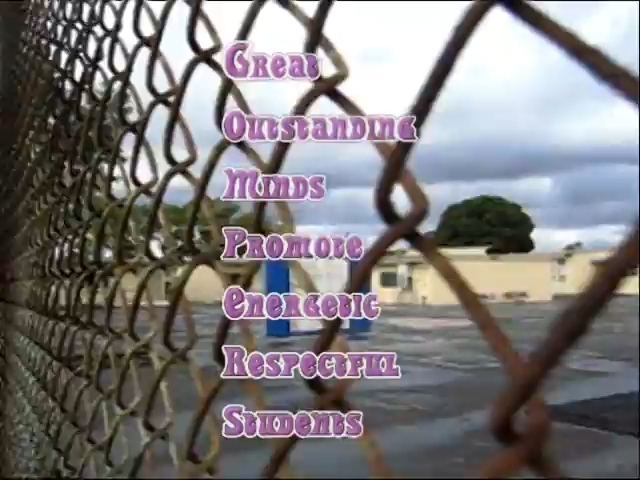 Great
Outstanding
Minds
Promote
Energetic
Respectful
Students